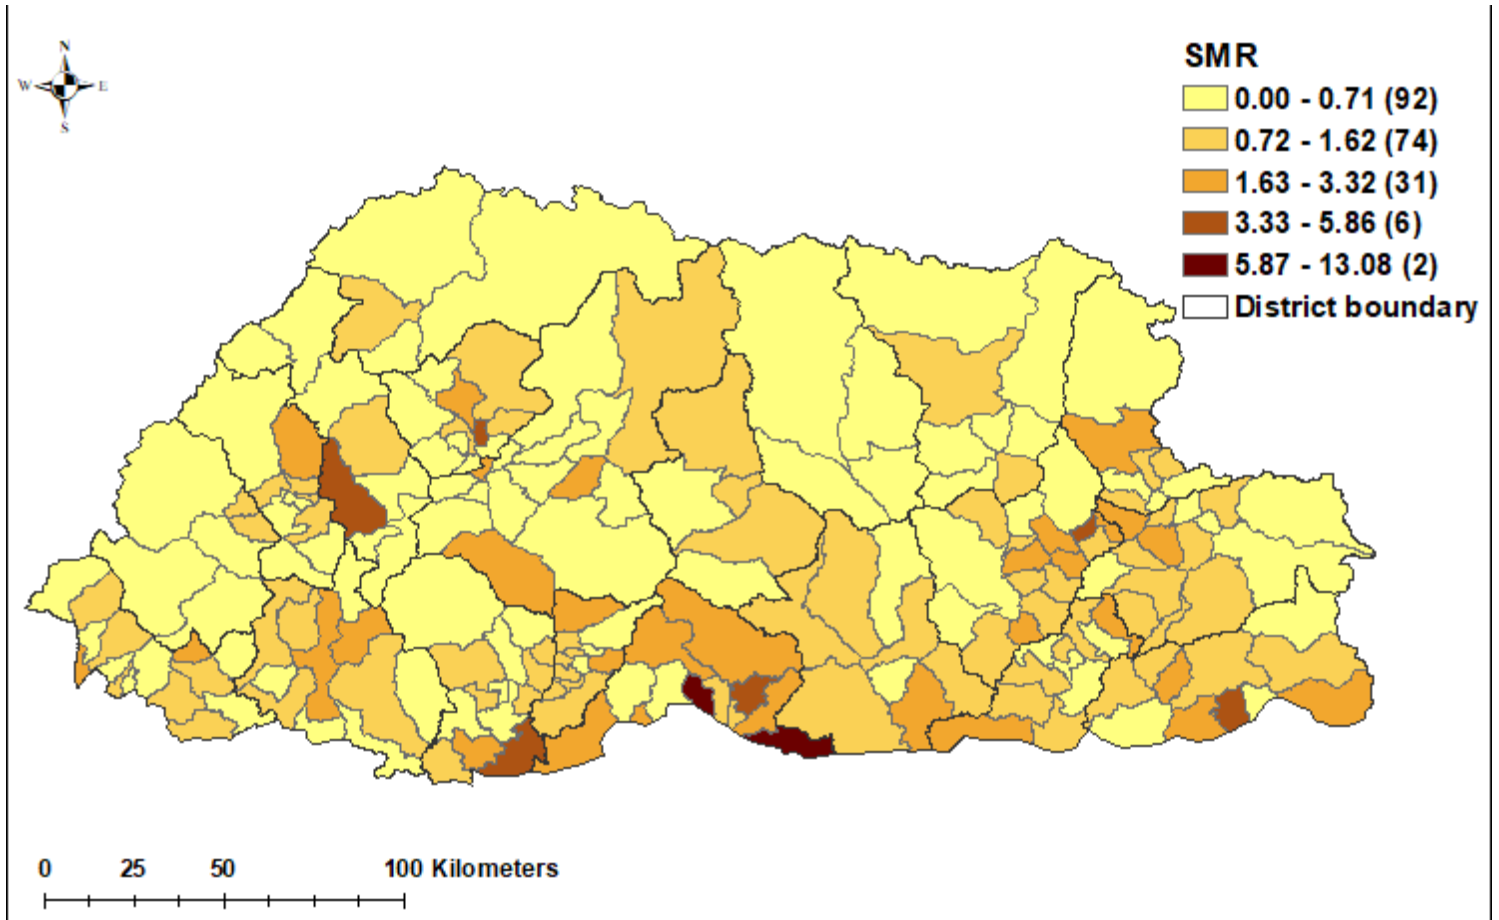 N
W E
S
SMR
0.00 - 0.71 (92)
0.72 - 1.62 (74)
1.63 - 3.32 (31)
3.33 - 5.86 (6)
5.87 - 13.08 (2)
District boundary
0 25 50 100 Kilometers